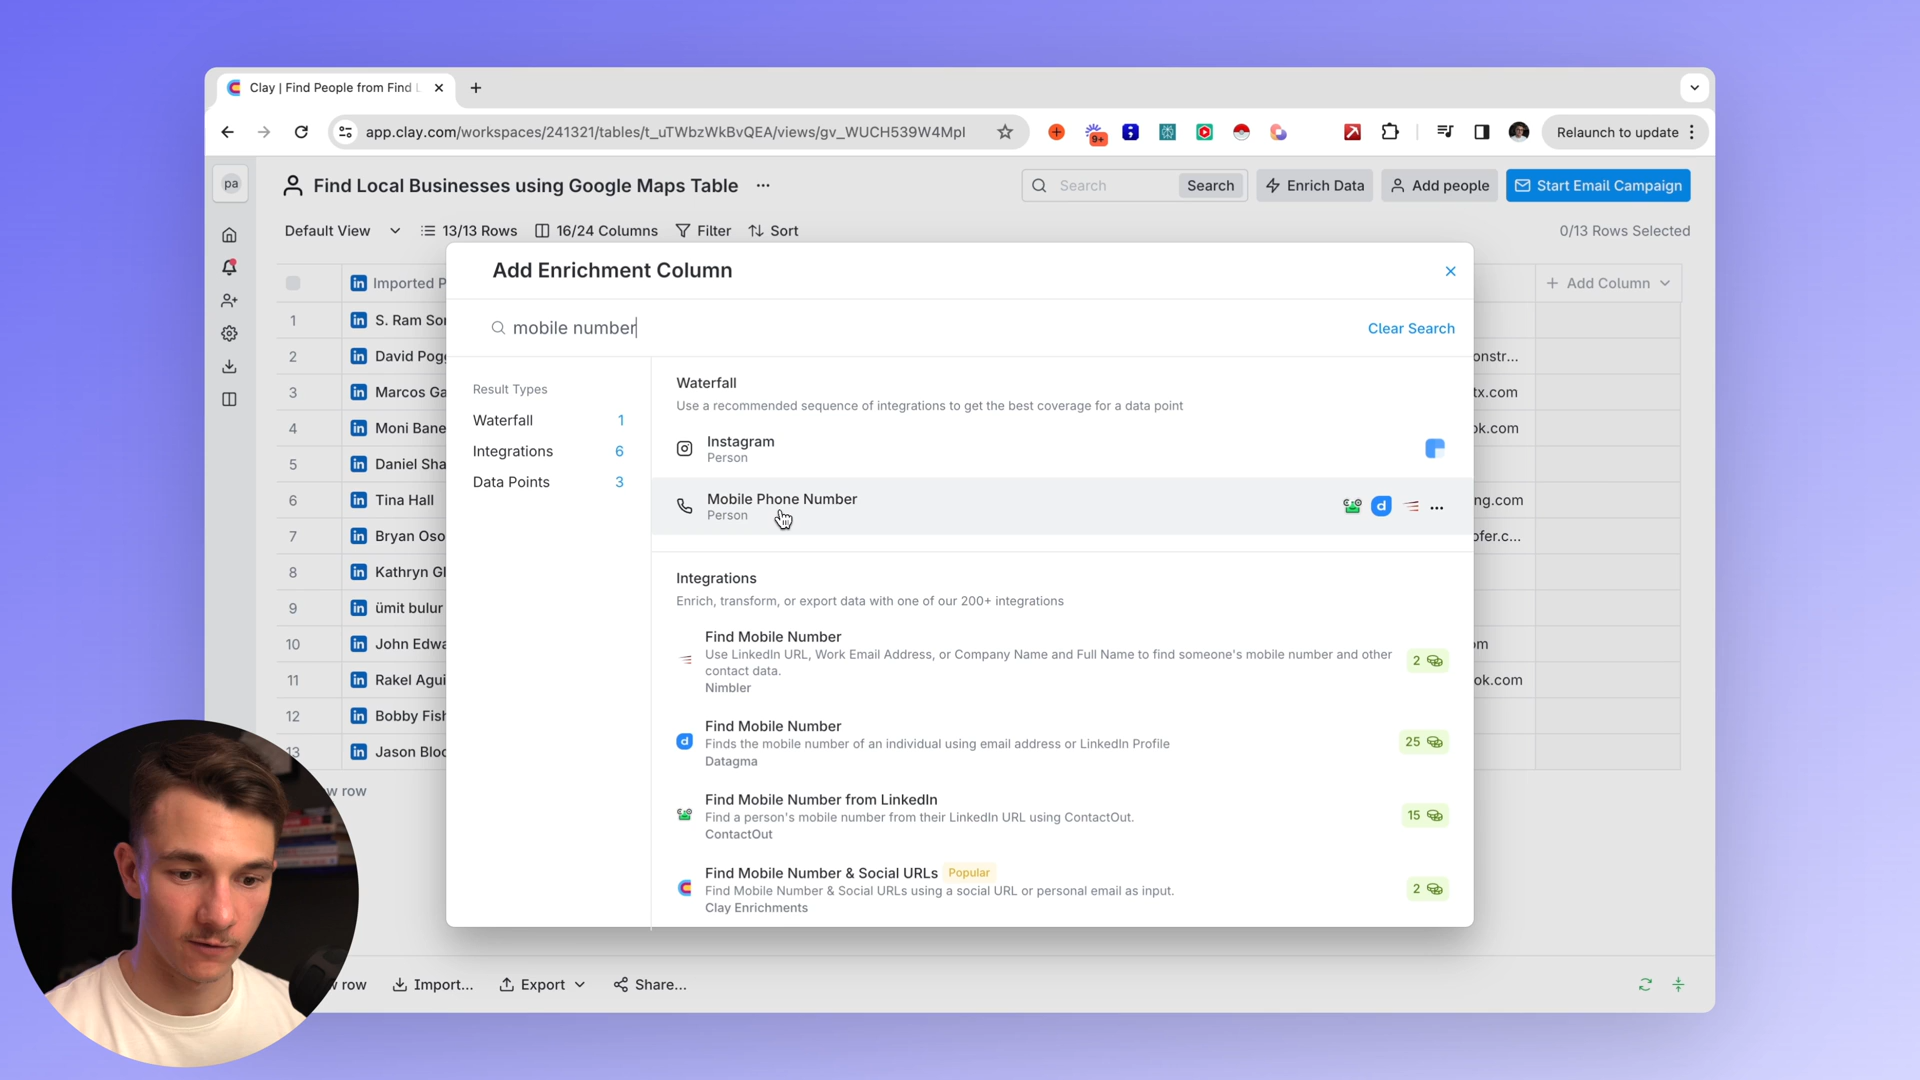 Clay | Find People from Find L
app.clay.com/workspaces/241321/tables/t_uTWbzWkBvQEA/views/gv_WUCH539W4MpI
9+
Relaunch to update
pa
Find Local Businesses using Google Maps Table
Search
Search
Enrich Data
Add people
Start Email Campaign
Default View
13/13 Rows
16/24 Columns
Filter
Sort
0/13 Rows Selected
Imported P
Add Column
1 S. Ram Sor
2 David Pog
onstr...
3 Marcos Ga
tx.com
4 Moni Bane
ok.com
5 Daniel Sha
6 Tina Hall
ng.com
7 Bryan Oso
ofer.c...
8 Kathryn Gl
9 ümit bulur
10 John Edwa
om
11 Rakel Agui
ok.com
12 Bobby Fish
13 Jason Bloc
w row
Add Enrichment Column
mobile number
Clear Search
Result Types
Waterfall 1
Integrations 6
Data Points 3
Waterfall
Use a recommended sequence of integrations to get the best coverage for a data point
Instagram
Person
Mobile Phone Number
Person
Integrations
Enrich, transform, or export data with one of our 200+ integrations
Find Mobile Number
Use LinkedIn URL, Work Email Address, or Company Name and Full Name to find someone's mobile number and other
contact data.
Nimbler
2
Find Mobile Number
Finds the mobile number of an individual using email address or LinkedIn Profile
Datagma
25
Find Mobile Number from LinkedIn
Find a person's mobile number from their LinkedIn URL using ContactOut.
ContactOut
15
Find Mobile Number & Social URLs Popular
Find Mobile Number & Social URLs using a social URL or personal email as input.
Clay Enrichments
2
w row
Import...
Export
Share...